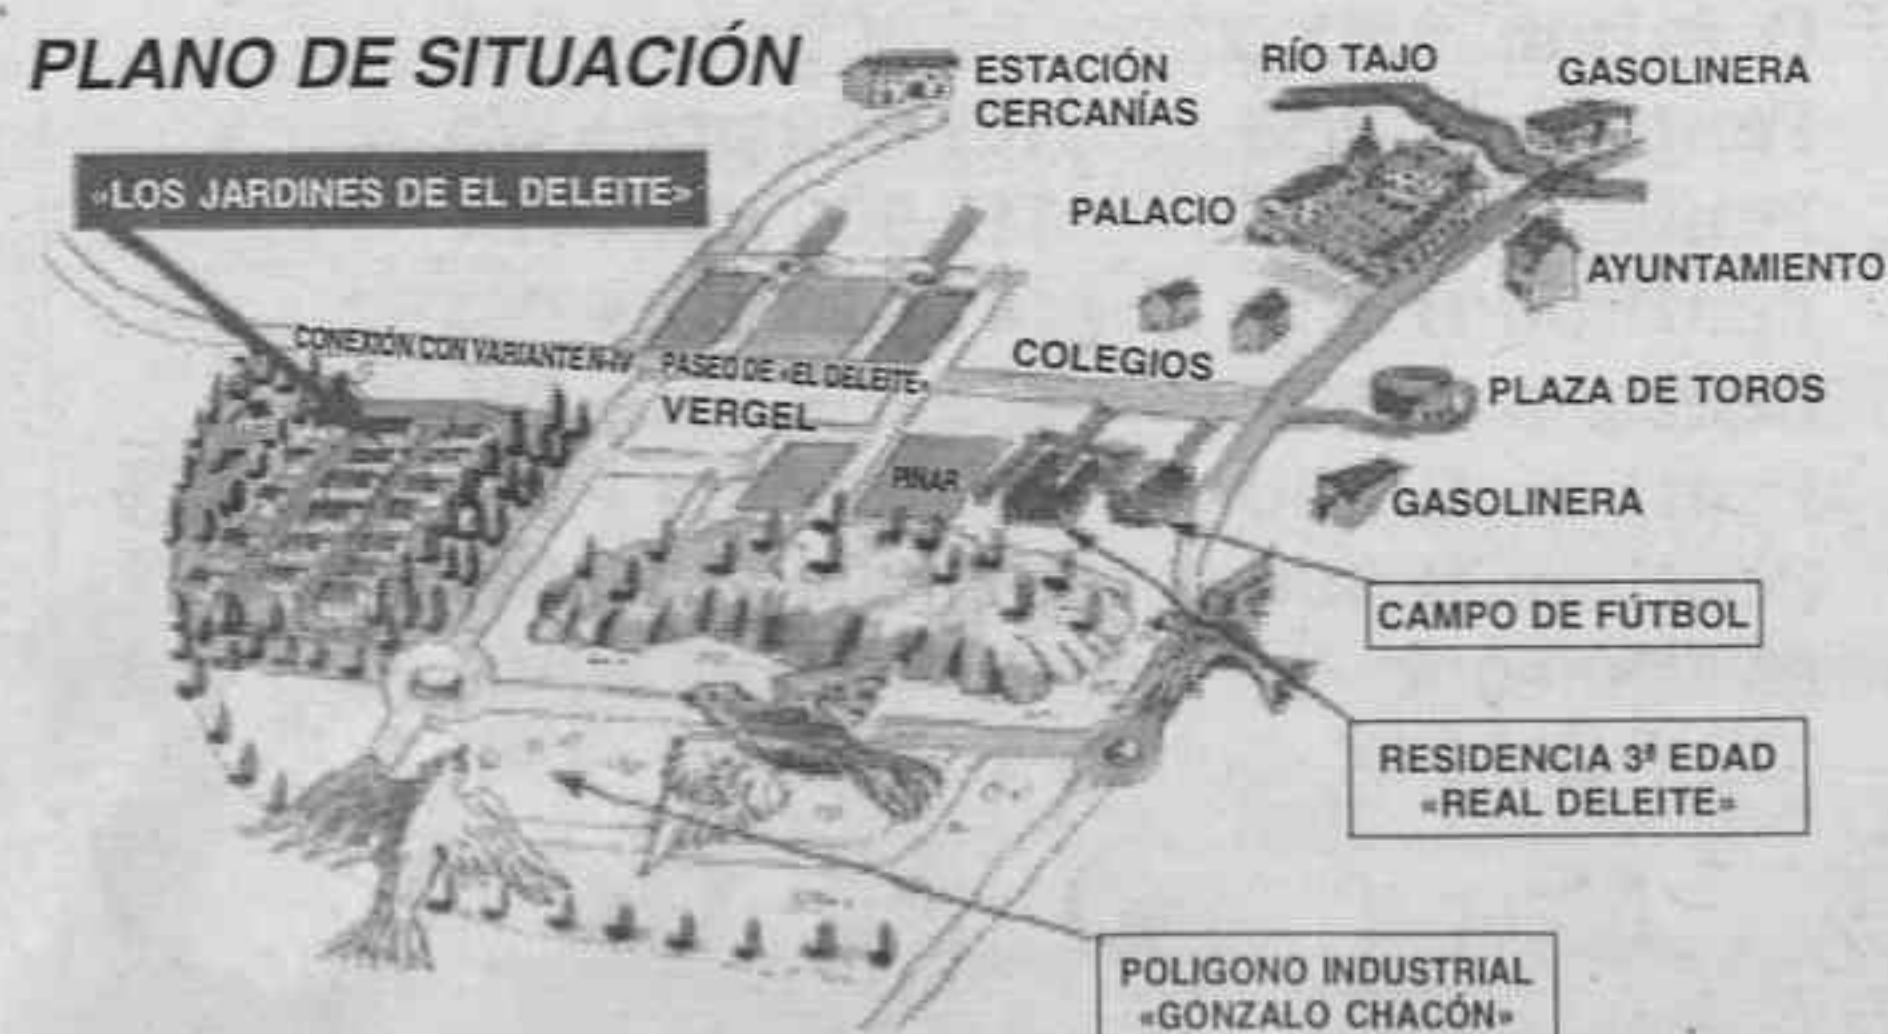 PLANO DE SITUACIÓN
ESTACIÓN
CERCANÍAS
RÍO TAJO
GASOLINERA
«LOS JARDINES DE EL DELEITE»
PALACIO
AYUNTAMIENTO
CONEXIÓN CON VARIANTE N-IV
PASEO DE «EL DELEITE»
COLEGIOS
PLAZA DE TOROS
VERGEL
PINAR
GASOLINERA
CAMPO DE FÚTBOL
RESIDENCIA 3ª EDAD
«REAL DELEITE»
POLIGONO INDUSTRIAL
«GONZALO CHACÓN»